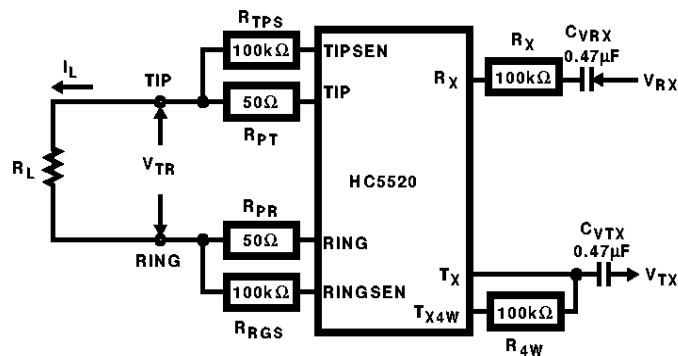 RTPS
100kΩ
TIPSEN
IL
TIP
50Ω
TIP
RPT
RL
VTR
HC5520
RX
RX
100kΩ
CVRX
0.47µF
VRX
RPR
50Ω
RING
RING
100kΩ
RINGSEN
RRGS
TX
CVTX
0.47µF
VTX
TX4W
100kΩ
R4W